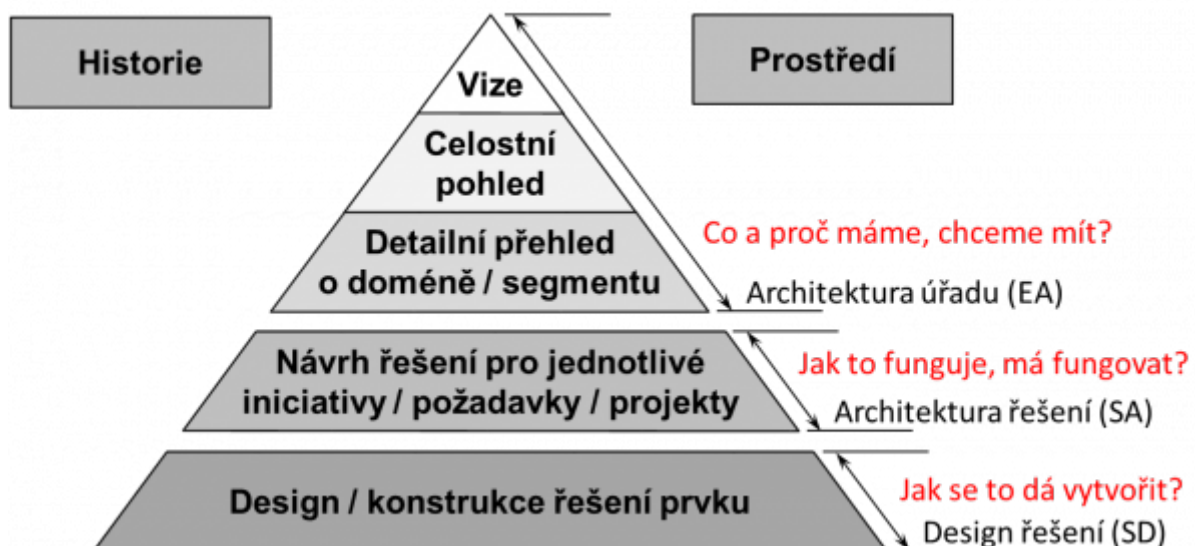 Historie
Prostředí
Vize
Celostní
pohled
Detailní přehled
o doméně / segmentu
Co a proč máme, chceme mít?
Architektura úřadu (EA)
Návrh řešení pro jednotlivé
iniciativy / požadavky / projekty
Jak to funguje, má fungovat?
Architektura řešení (SA)
Design / konstrukce řešení prvku
Jak se to dá vytvořit?
Design řešení (SD)